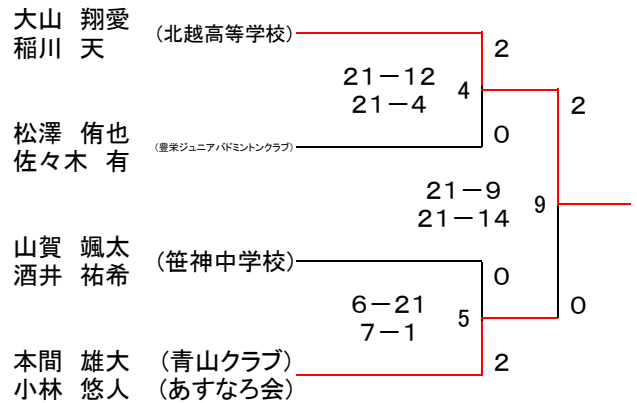 大山 翔愛 (北越高等学校)
稲川 天
2
21－12
21－4
4
2
松澤 侑也 (豊栄ジュニアバドミントンクラブ)
佐々木 有
0
21－9
21－14
9
山賀 颯太 (笹神中学校)
酒井 祐希
0
0
6－21
7－1
5
本間 雄大 (青山クラブ)
小林 悠人 (あすなろ会)
2